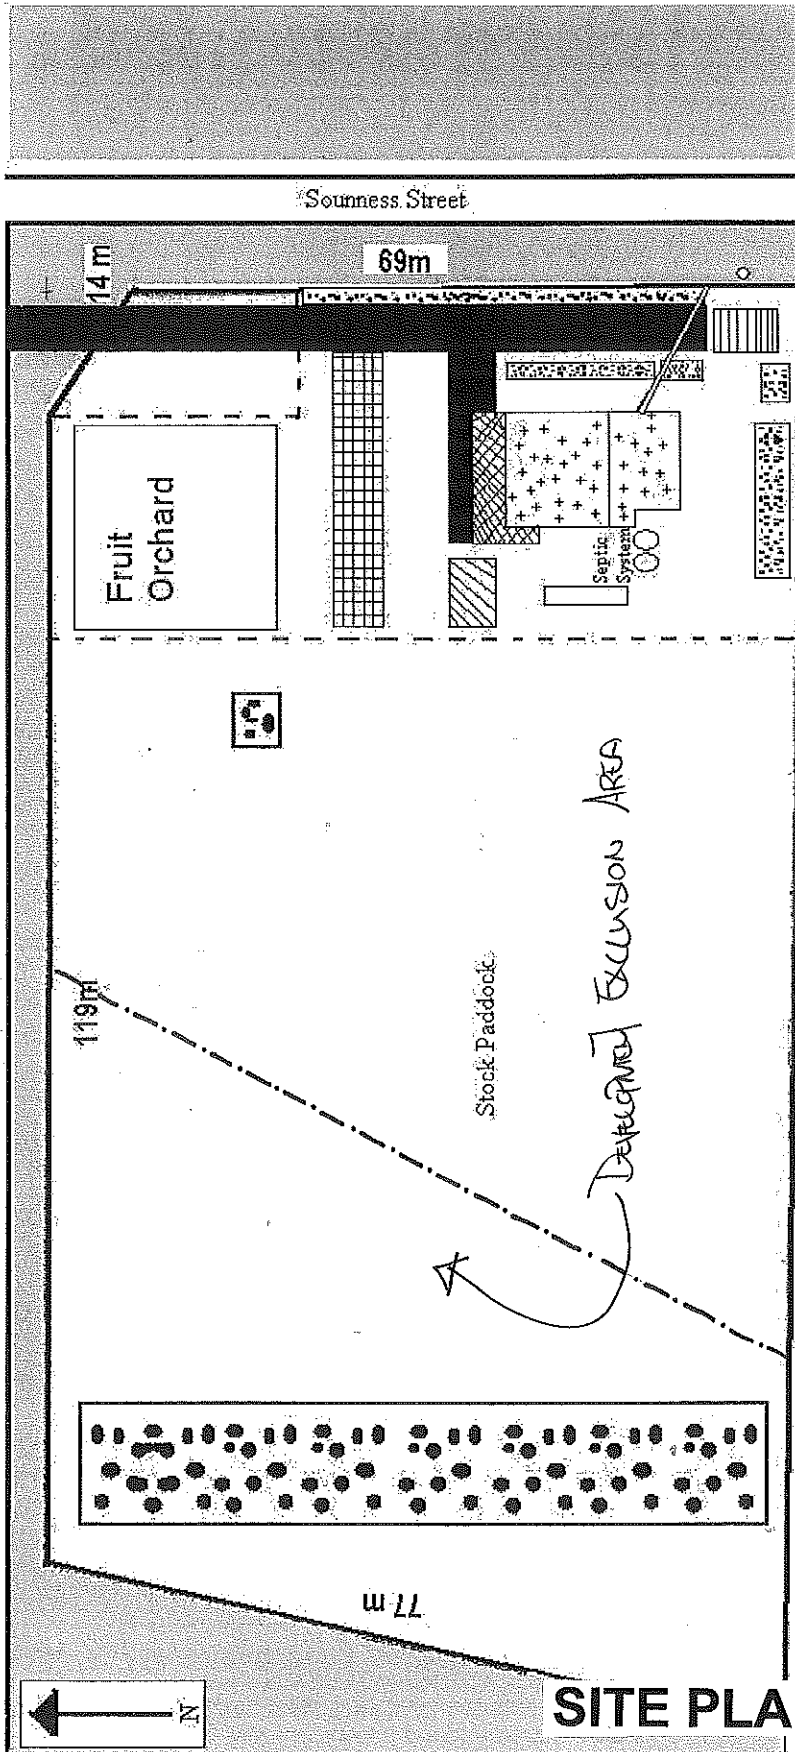 Sounness Street
14 m
69m
Fruit
Orchard
Septic
System
119m
Stock Paddock
DEVELOPMENT EXCLUSION AREA
77 m
N
SITE PLA